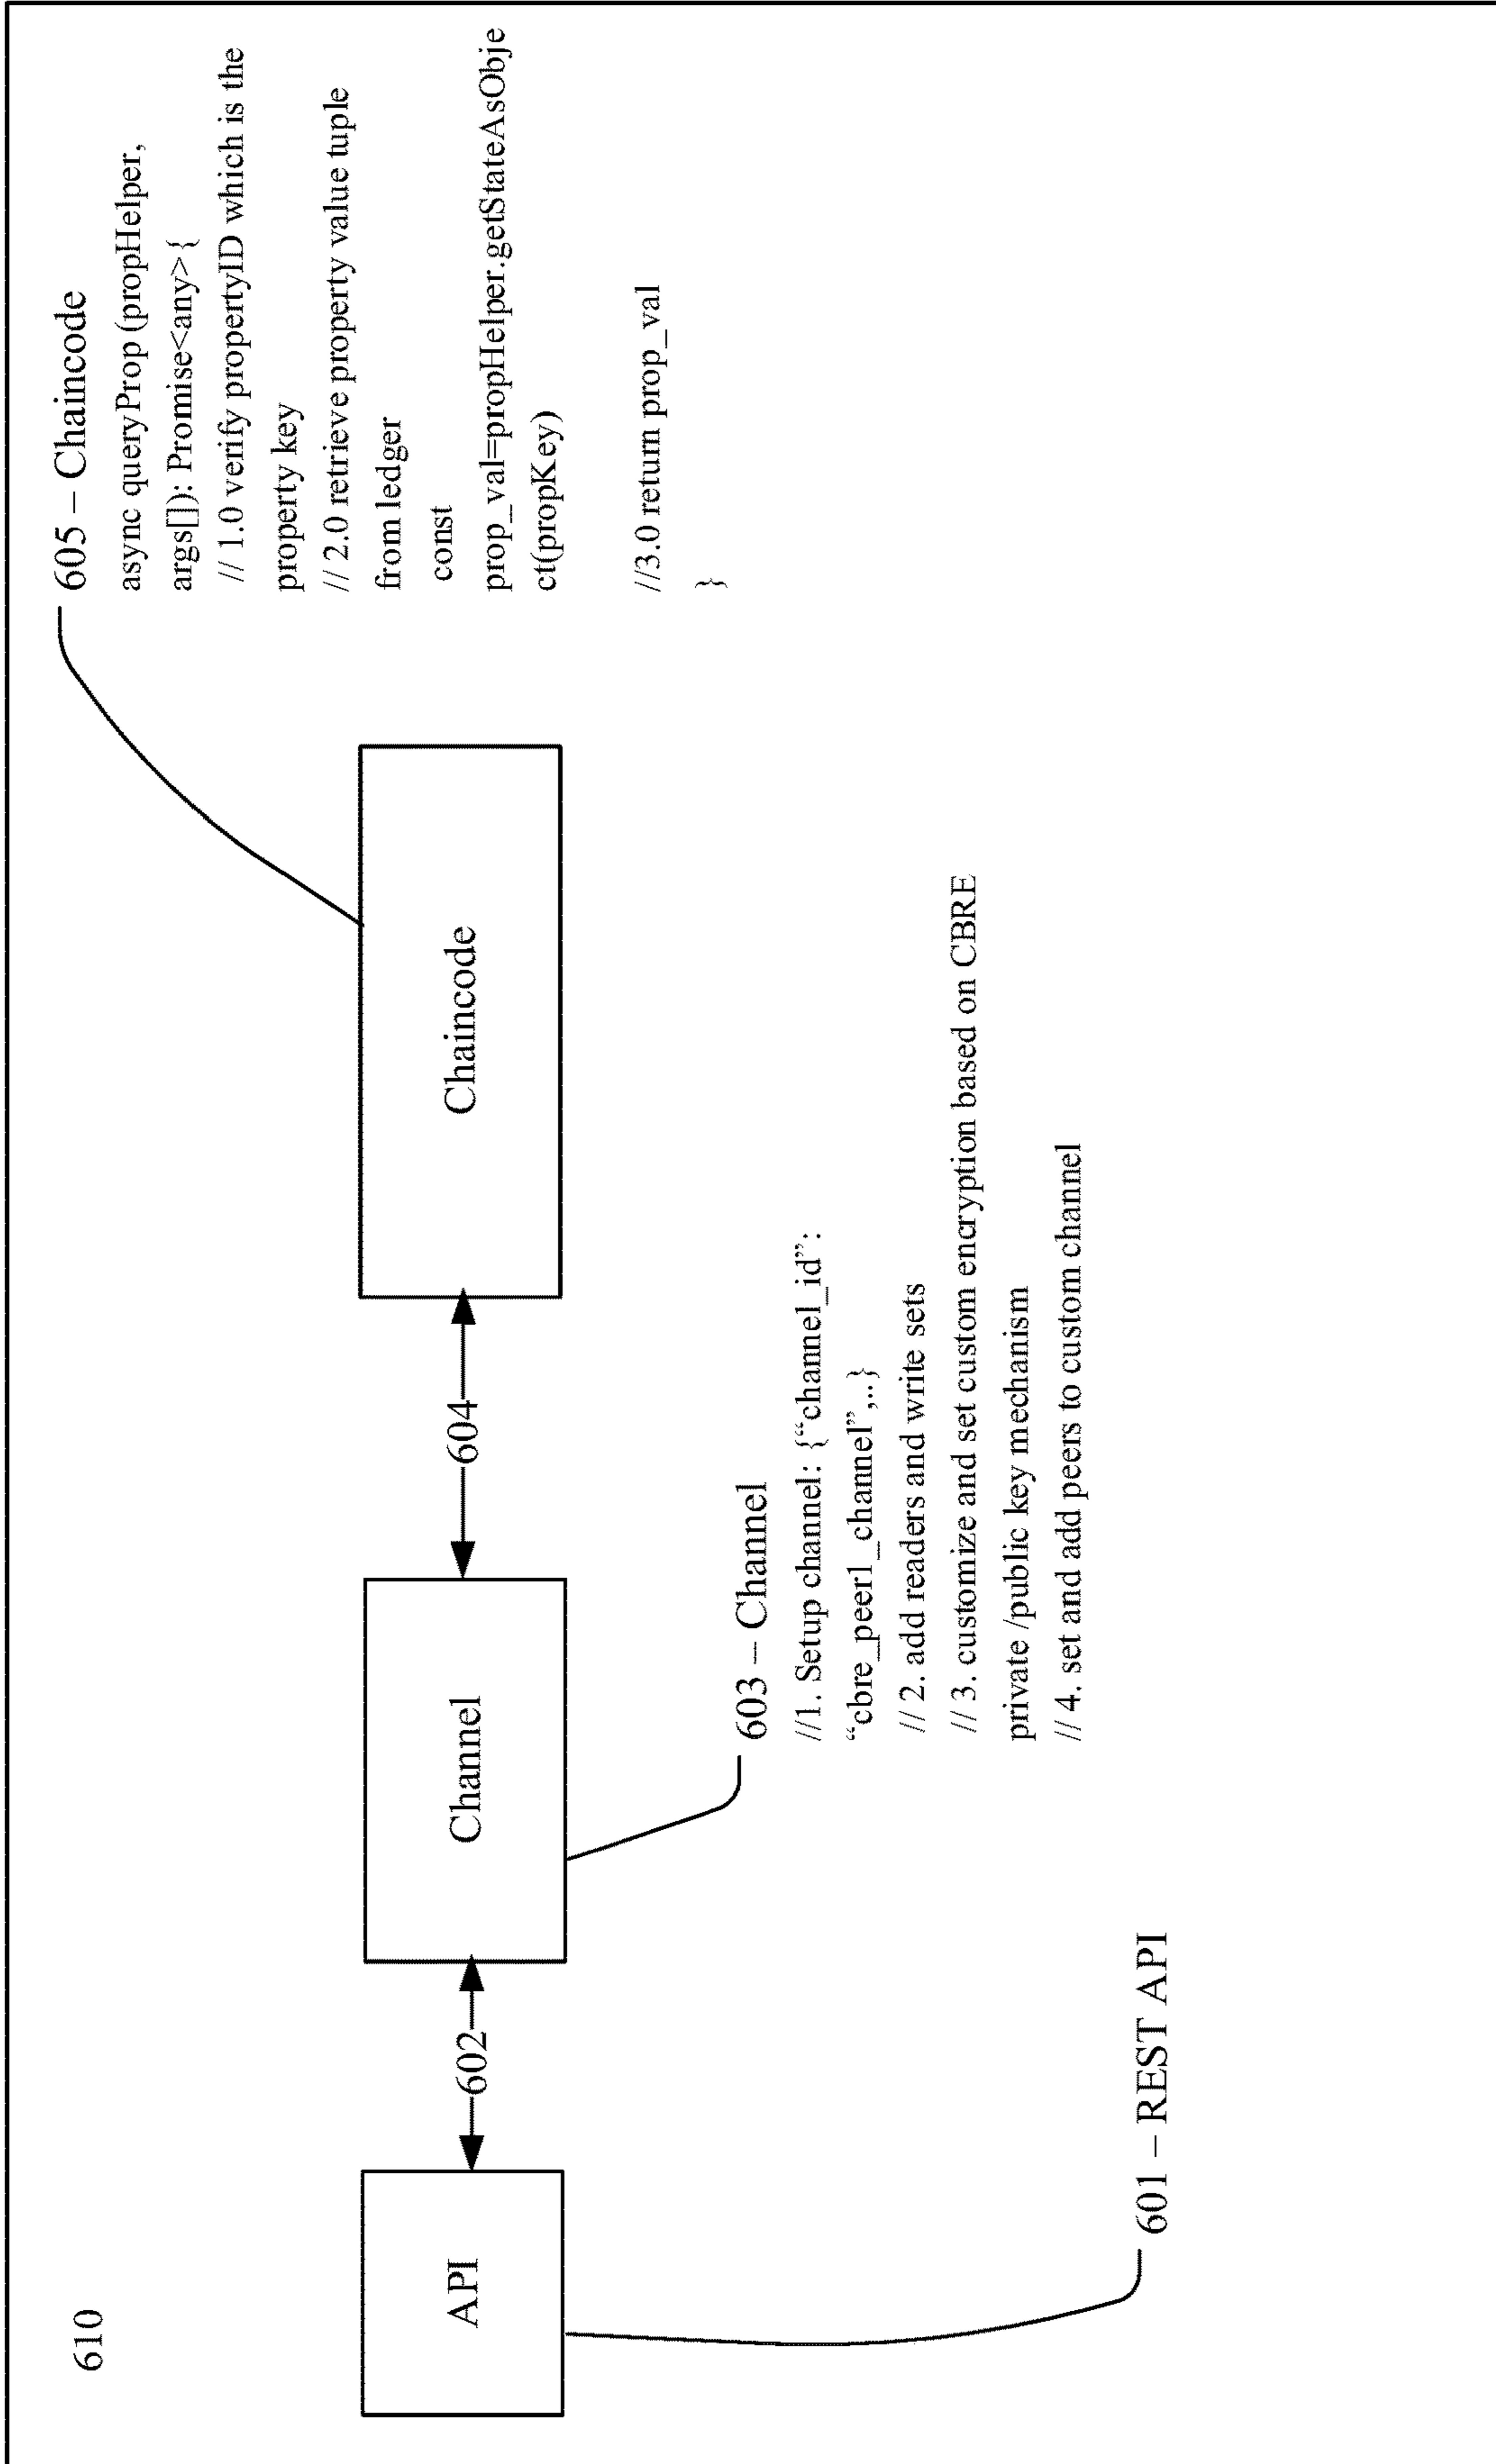 610
605 – Chaincode
async queryProp (propHelper,
args[]): Promise<any> {
// 1.0 verify propertyID which is the
property key
// 2.0 retrieve property value tuple
from ledger
const
prop_val=propHelper.getStateAsObje
ct(propKey)
//3.0 return prop_val
}
API
602
Channel
604
Chaincode
603 – Channel
//1. Setup channel: {“channel_id”:
“cbre_peer1_channel”,..}
// 2. add readers and write sets
// 3. customize and set custom encryption based on CBRE
private /public key mechanism
// 4. set and add peers to custom channel
601 – REST API